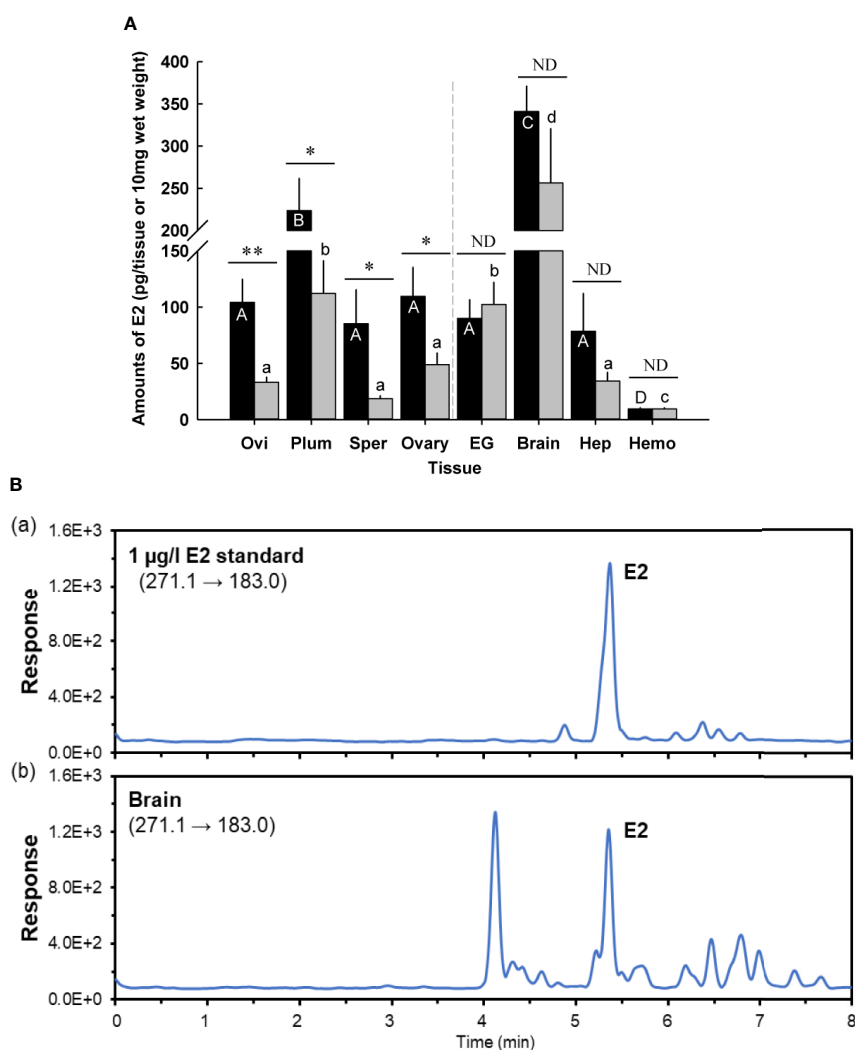 A
Amounts of E2 (pg/tissue or 10mg wet weight)
400
350
300
250
200
150
100
50
0
** * * * ND ND ND ND
A a B b A a A a A b C d A a D c
Ovi Plum Sper Ovary EG Brain Hep Hemo
Tissue
B
(a)
Response
1.6E+3
1.2E+3
8.0E+2
4.0E+2
0.0E+0
1 µg/l E2 standard
(271.1 → 183.0)
E2
(b)
Response
1.6E+3
1.2E+3
8.0E+2
4.0E+2
0.0E+0
Brain
(271.1 → 183.0)
E2
0 1 2 3 4 5 6 7 8
Time (min)